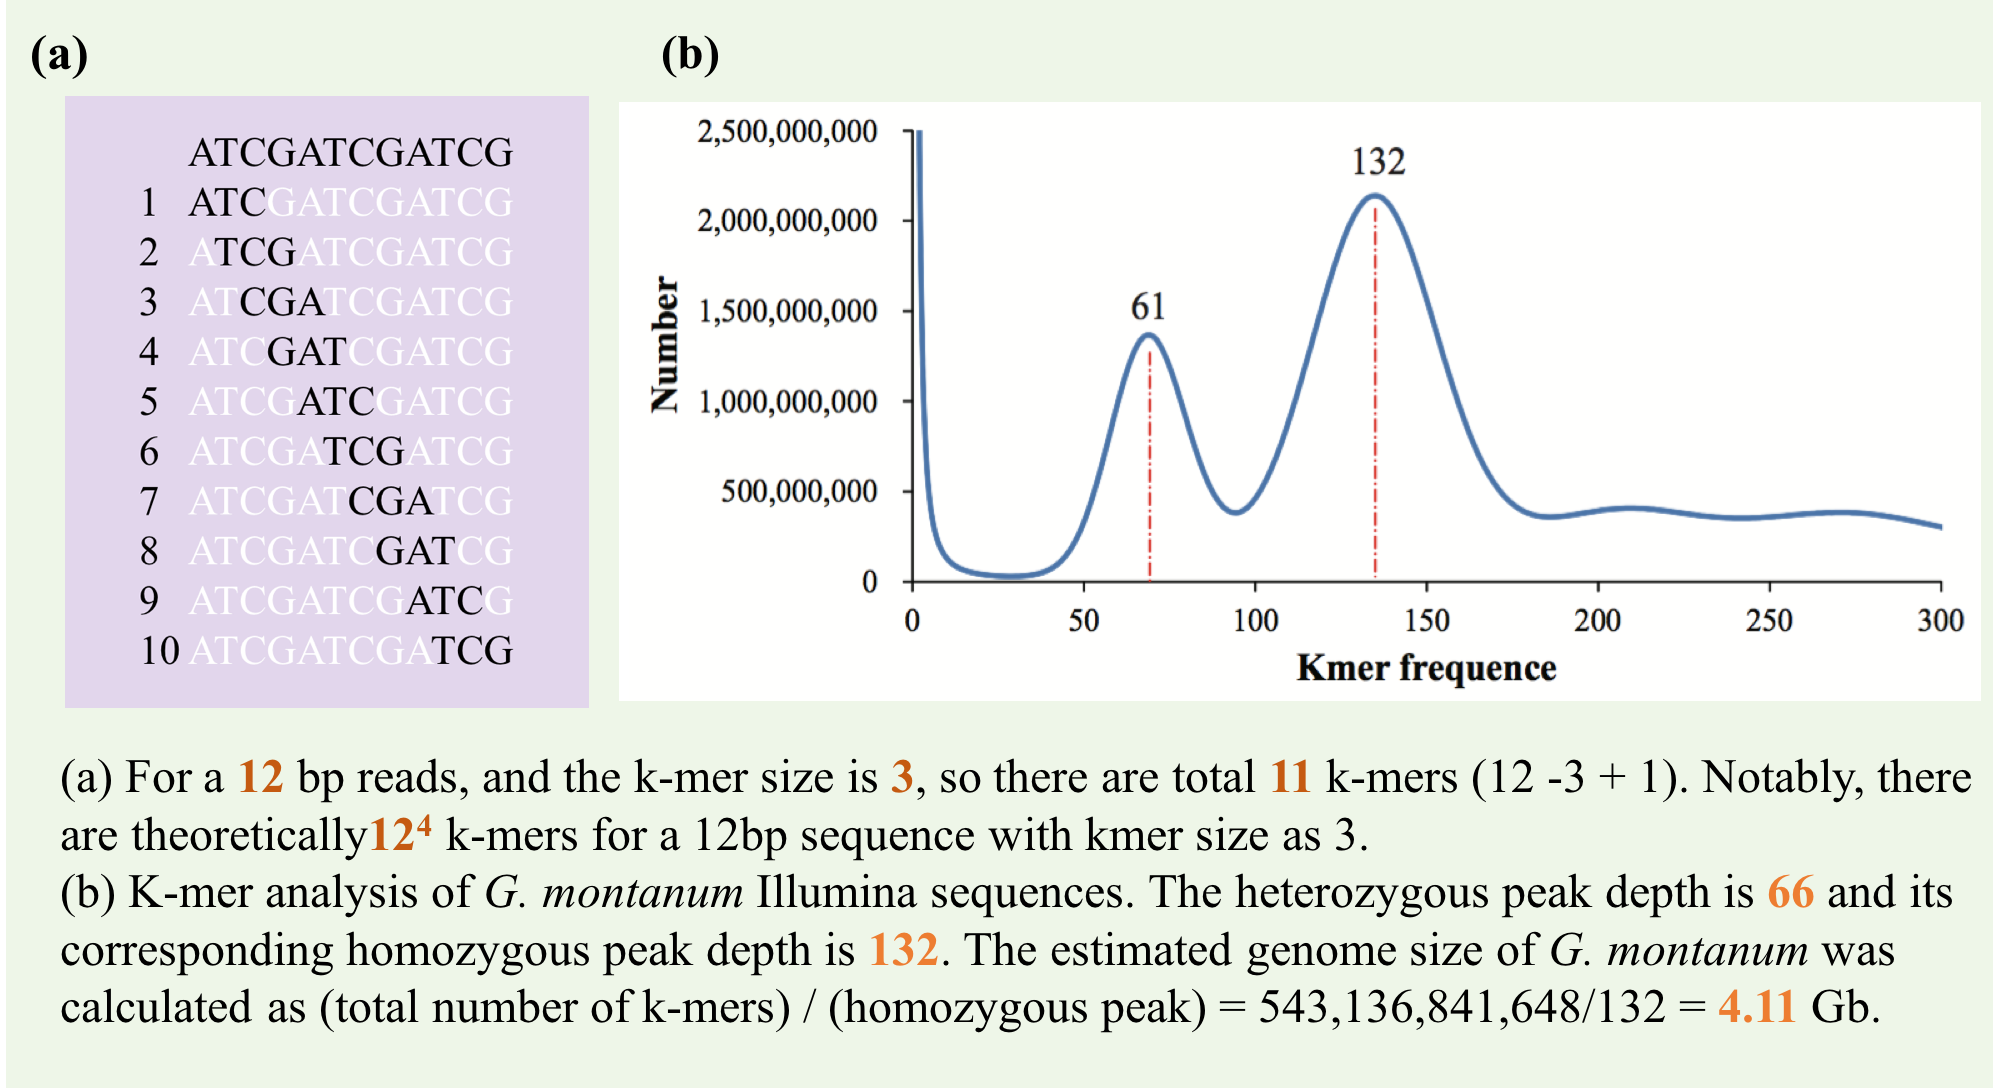 (a)
(b)
ATCGATCGATCG
1 ATCGATCGATCG
2 ATCGATCGATCG
3 ATCGATCGATCG
4 ATCGATCGATCG
5 ATCGATCGATCG
6 ATCGATCGATCG
7 ATCGATCGATCG
8 ATCGATCGATCG
9 ATCGATCGATCG
10 ATCGATCGATCG
Number
2,500,000,000
2,000,000,000
1,500,000,000
1,000,000,000
500,000,000
0
61
132
0 50 100 150 200 250 300
Kmer frequence
(a) For a 12 bp reads, and the k-mer size is 3, so there are total 11 k-mers (12 -3 + 1). Notably, there
are theoretically12⁴ k-mers for a 12bp sequence with kmer size as 3.
(b) K-mer analysis of G. montanum Illumina sequences. The heterozygous peak depth is 66 and its
corresponding homozygous peak depth is 132. The estimated genome size of G. montanum was
calculated as (total number of k-mers) / (homozygous peak) = 543,136,841,648/132 = 4.11 Gb.